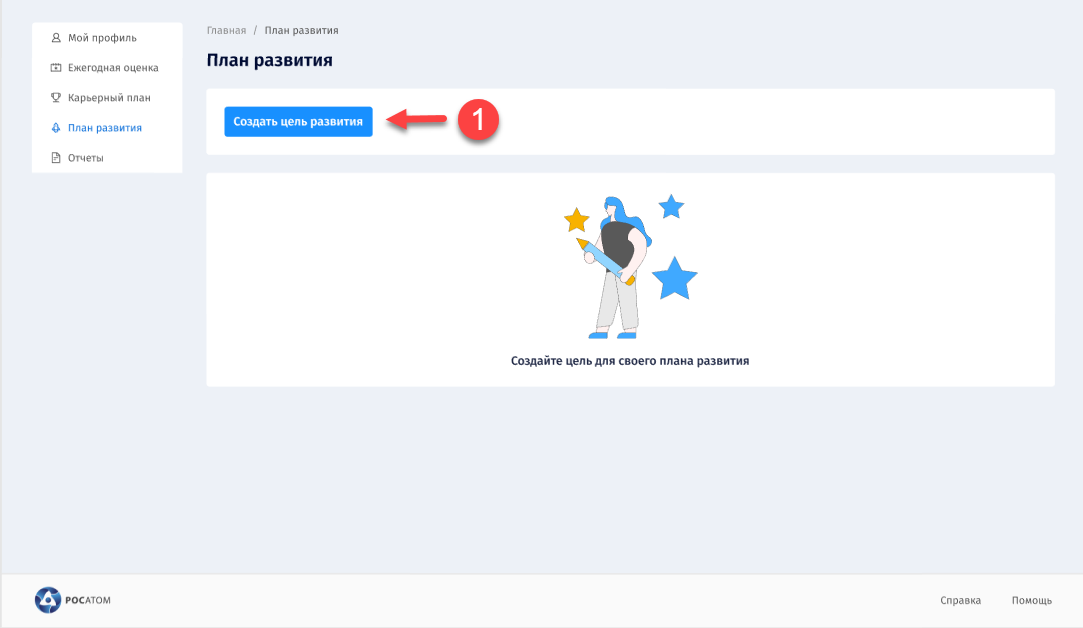 Мой профиль
Ежегодная оценка
Карьерный план
План развития
Отчеты
Главная / План развития
План развития
Создать цель развития
1
Создайте цель для своего плана развития
РОСАТОМ
Справка
Помощь